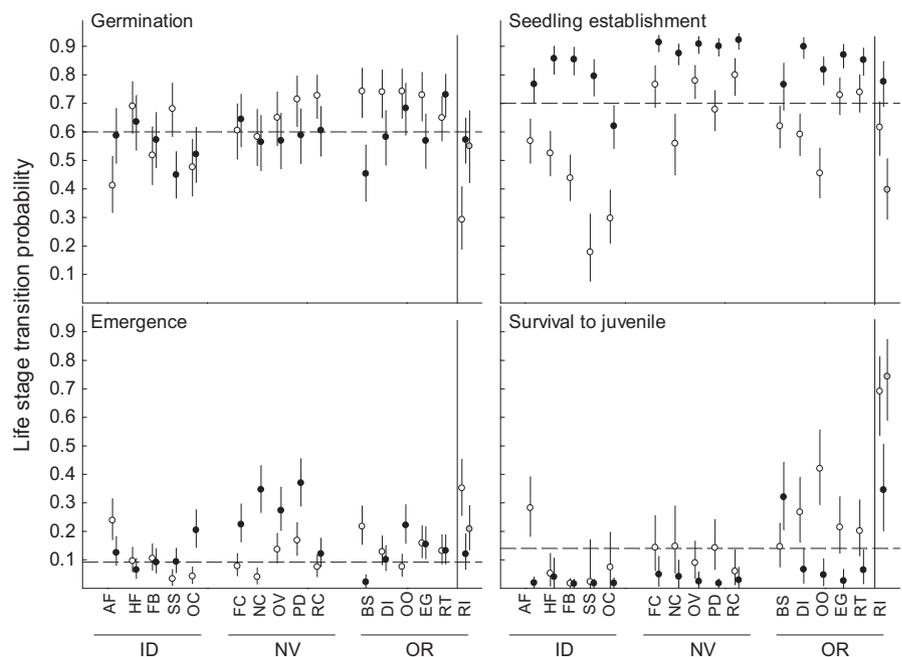 Germination
Seedling establishment
0.9
0.8
0.7
0.6
0.5
0.4
0.3
0.2
0.1
Life stage transition probability
Emergence
Survival to juvenile
0.9
0.8
0.7
0.6
0.5
0.4
0.3
0.2
0.1
AF HF FB SS OC FC NC OV PD RC BS DI OO EG RT RI
AF HF FB SS OC FC NC OV PD RC BS DI OO EG RT RI
ID NV OR
ID NV OR